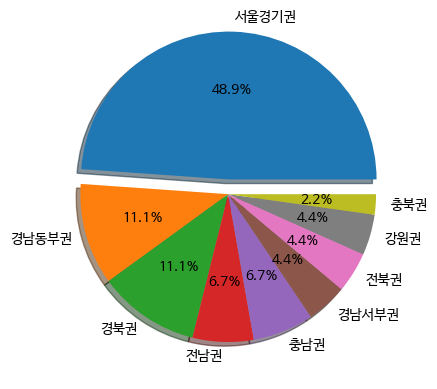 서울경기권
48.9%
경남동부권
11.1%
경북권
11.1%
전남권
6.7%
충남권
6.7%
경남서부권
4.4%
전북권
4.4%
강원권
4.4%
충북권
2.2%